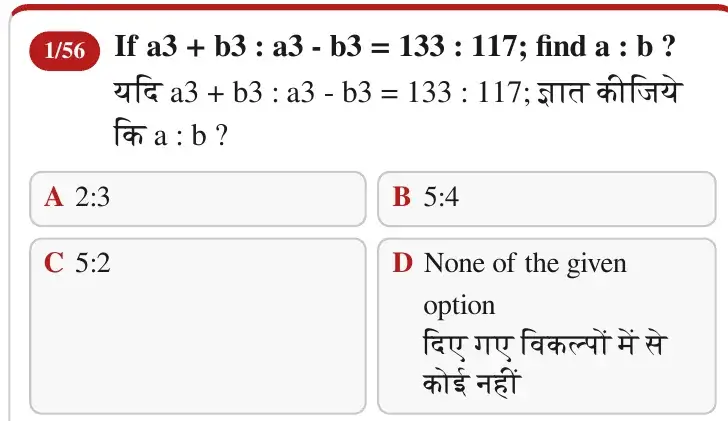 1/56 If a3 + b3 : a3 - b3 = 133 : 117; find a : b ?
यदि a3 + b3 : a3 - b3 = 133 : 117; ज्ञात कीजिये
कि a : b ?
A 2:3
B 5:4
C 5:2
D None of the given
option
दिए गए विकल्पों में से
कोई नहीं